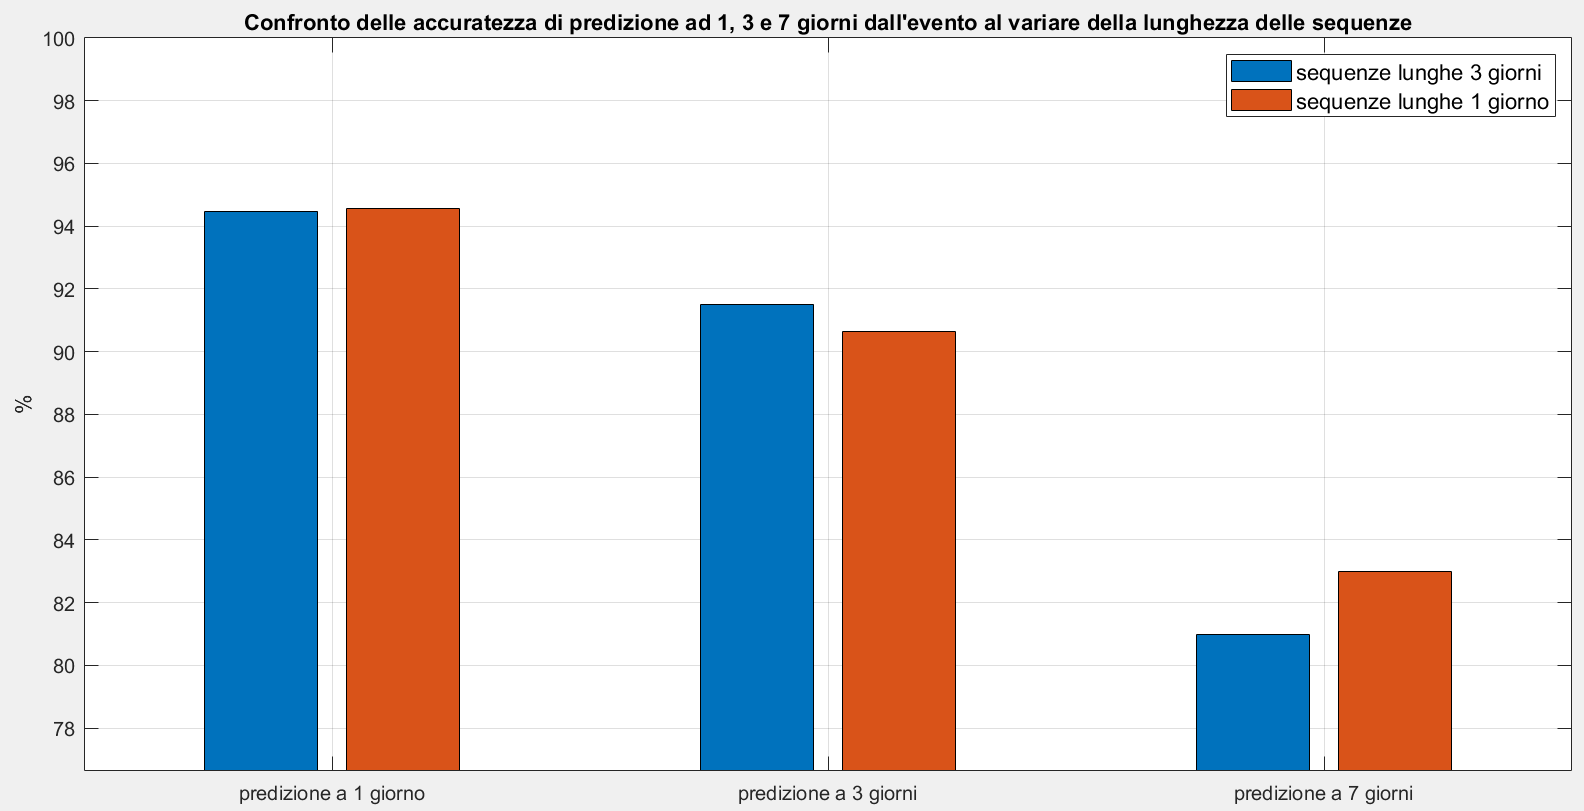 Confronto delle accuratezza di predizione ad 1, 3 e 7 giorni dall'evento al variare della lunghezza delle sequenze
sequenze lunghe 3 giorni
sequenze lunghe 1 giorno
%
100
98
96
94
92
90
88
86
84
82
80
78
predizione a 1 giorno
predizione a 3 giorni
predizione a 7 giorni